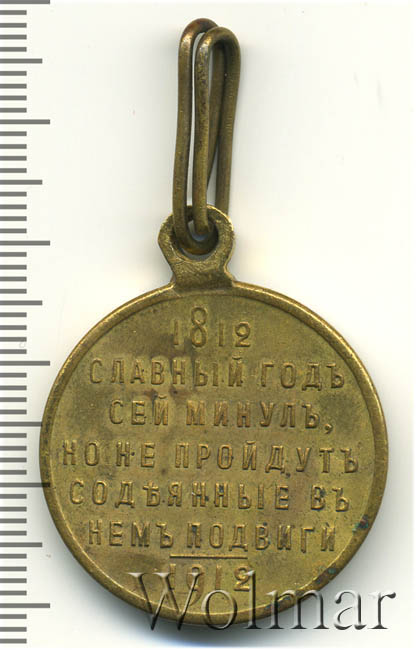 1812
СЛАВНЫЙ ГОДЪ
СЕЙ МИНУЛЪ,
НО НЕ ПРОЙДУТЪ
СОДѢЯННЫЕ ВЪ
НЕМЪ ПОДВИГИ
1912
Wolmar